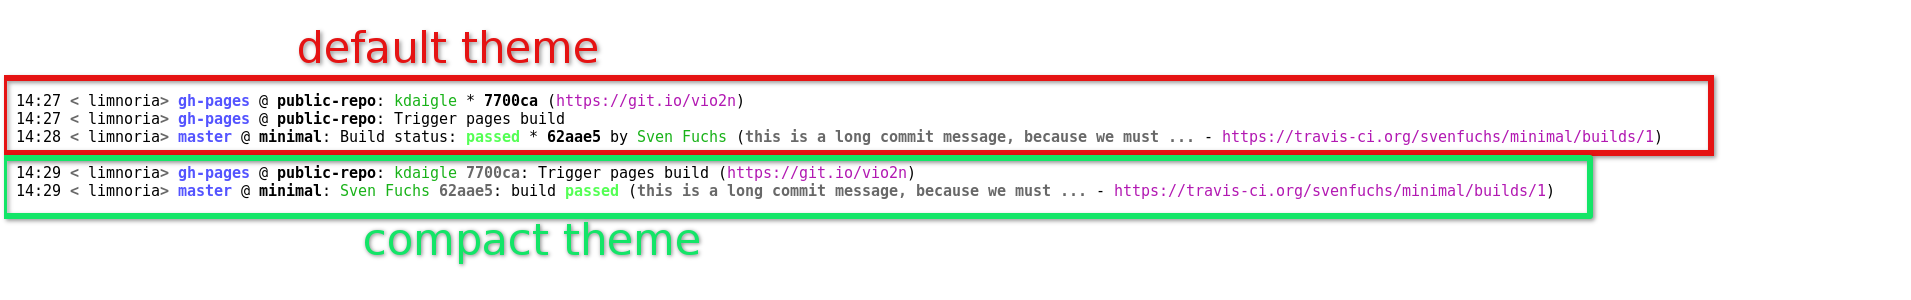 default theme
14:27 < limnoria> gh-pages @ public-repo: kdaigle * 7700ca (https://git.io/vio2n)
14:27 < limnoria> gh-pages @ public-repo: Trigger pages build
14:28 < limnoria> master @ minimal: Build status: passed * 62aae5 by Sven Fuchs (this is a long commit message, because we must ... - https://travis-ci.org/svenfuchs/minimal/builds/1)
14:29 < limnoria> gh-pages @ public-repo: kdaigle 7700ca: Trigger pages build (https://git.io/vio2n)
14:29 < limnoria> master @ minimal: Sven Fuchs 62aae5: build passed (this is a long commit message, because we must ... - https://travis-ci.org/svenfuchs/minimal/builds/1)
compact theme